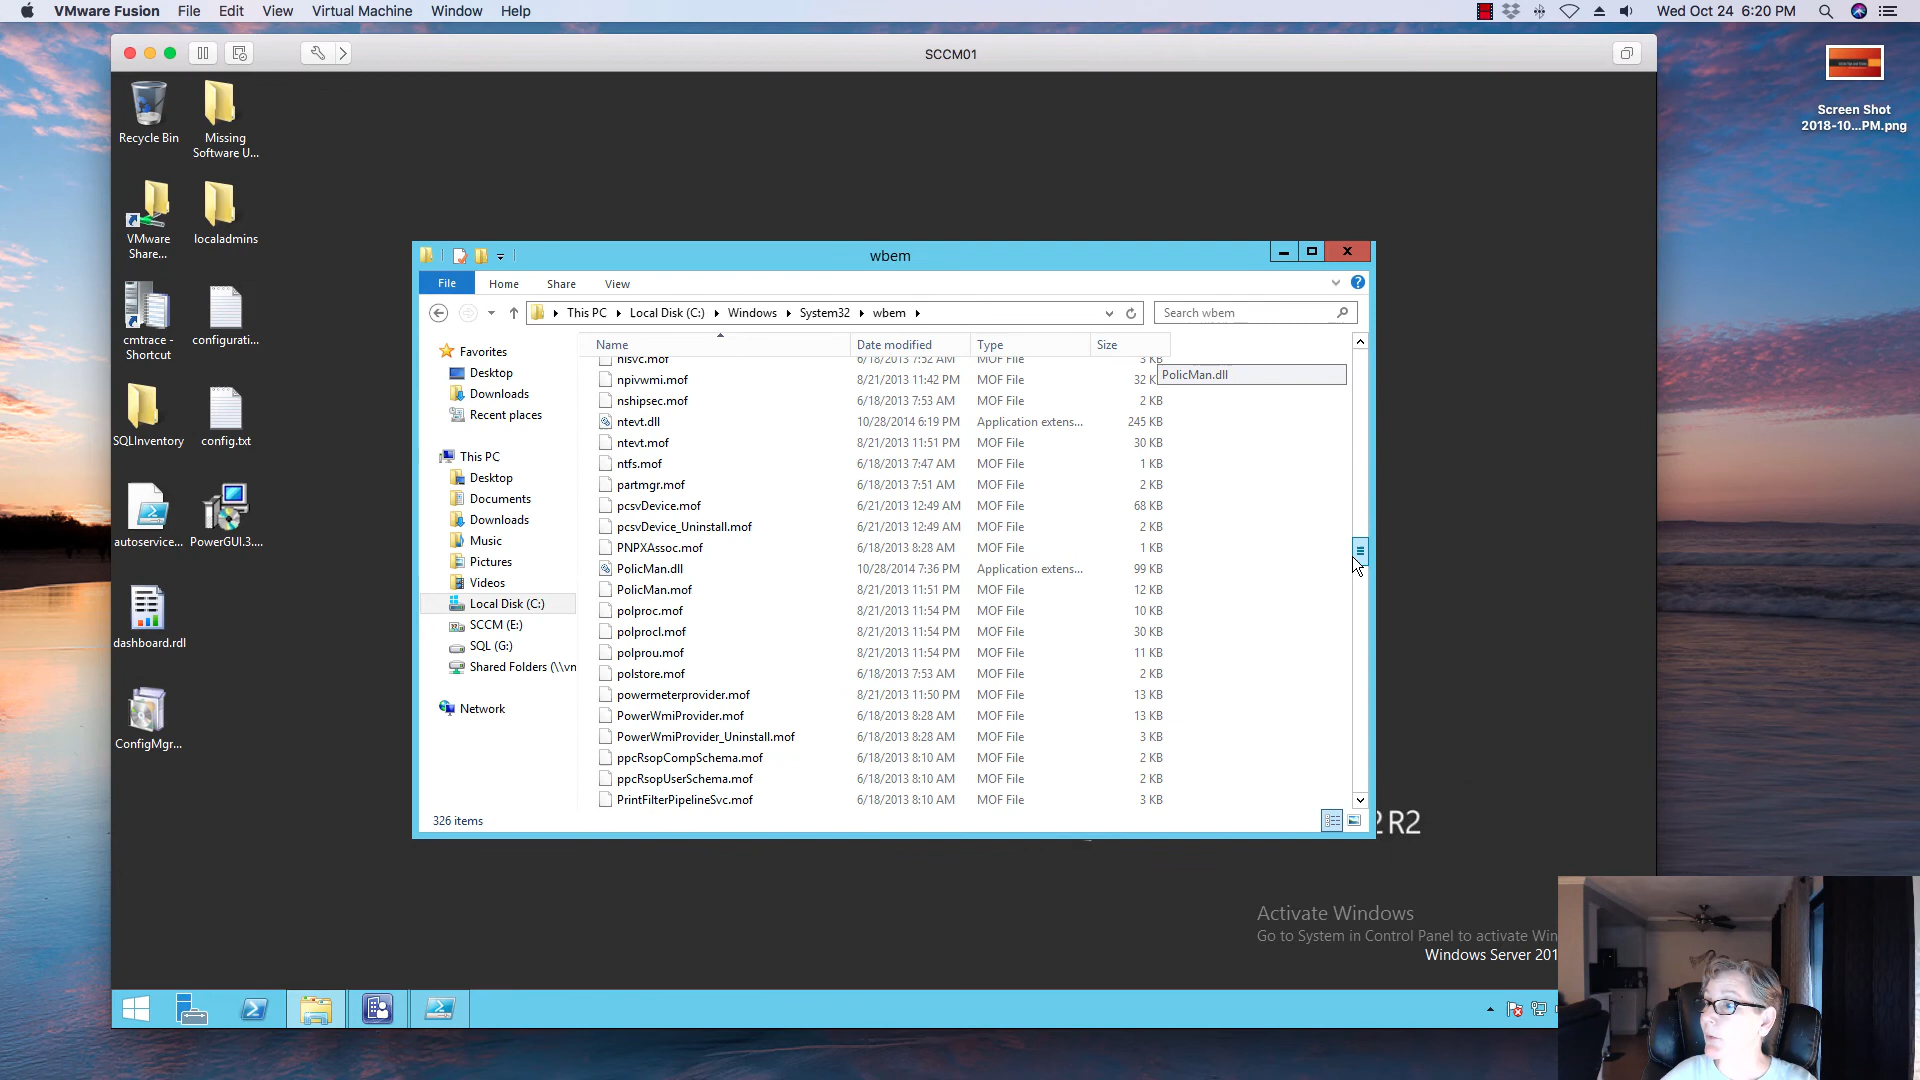 VMware Fusion File Edit View Virtual Machine Window Help
Wed Oct 24 6:20 PM
SCCM01
Screen Shot
2018-10...PM.png
Recycle Bin
Missing
Software U...
VMware
Share...
localadmins
cmtrace -
Shortcut
configurati...
SQLInventory
config.txt
autoservice...
PowerGUI.3....
dashboard.rdl
ConfigMgr...
wbem
File Home Share View
This PC Local Disk (C:) Windows System32 wbem
Search wbem
Favorites
Desktop
Downloads
Recent places
This PC
Desktop
Documents
Downloads
Music
Pictures
Videos
Local Disk (C:)
SCCM (E:)
SQL (G:)
Shared Folders (\\vn
Network
Name Date modified Type Size
nlsvc.mof 6/18/2013 7:52 AM MOF File 3 KB
npivwmi.mof 8/21/2013 11:42 PM MOF File 32 K
PolicMan.dll
nshipsec.mof 6/18/2013 7:53 AM MOF File 2 KB
ntevt.dll 10/28/2014 6:19 PM Application extens... 245 KB
ntevt.mof 8/21/2013 11:51 PM MOF File 30 KB
ntfs.mof 6/18/2013 7:47 AM MOF File 1 KB
partmgr.mof 6/18/2013 7:51 AM MOF File 2 KB
pcsvDevice.mof 6/21/2013 12:49 AM MOF File 68 KB
pcsvDevice_Uninstall.mof 6/21/2013 12:49 AM MOF File 2 KB
PNPXAssoc.mof 6/18/2013 8:28 AM MOF File 1 KB
PolicMan.dll 10/28/2014 7:36 PM Application extens... 99 KB
PolicMan.mof 8/21/2013 11:51 PM MOF File 12 KB
polproc.mof 8/21/2013 11:54 PM MOF File 10 KB
polprocl.mof 8/21/2013 11:54 PM MOF File 30 KB
polprou.mof 8/21/2013 11:54 PM MOF File 11 KB
polstore.mof 6/18/2013 7:53 AM MOF File 2 KB
powermeterprovider.mof 8/21/2013 11:50 PM MOF File 13 KB
PowerWmiProvider.mof 6/18/2013 8:28 AM MOF File 13 KB
PowerWmiProvider_Uninstall.mof 6/18/2013 8:28 AM MOF File 3 KB
ppcRsopCompSchema.mof 6/18/2013 8:10 AM MOF File 2 KB
ppcRsopUserSchema.mof 6/18/2013 8:10 AM MOF File 2 KB
PrintFilterPipelineSvc.mof 6/18/2013 8:10 AM MOF File 3 KB
326 items
2 R2
Activate Windows
Go to System in Control Panel to activate Win
Windows Server 201